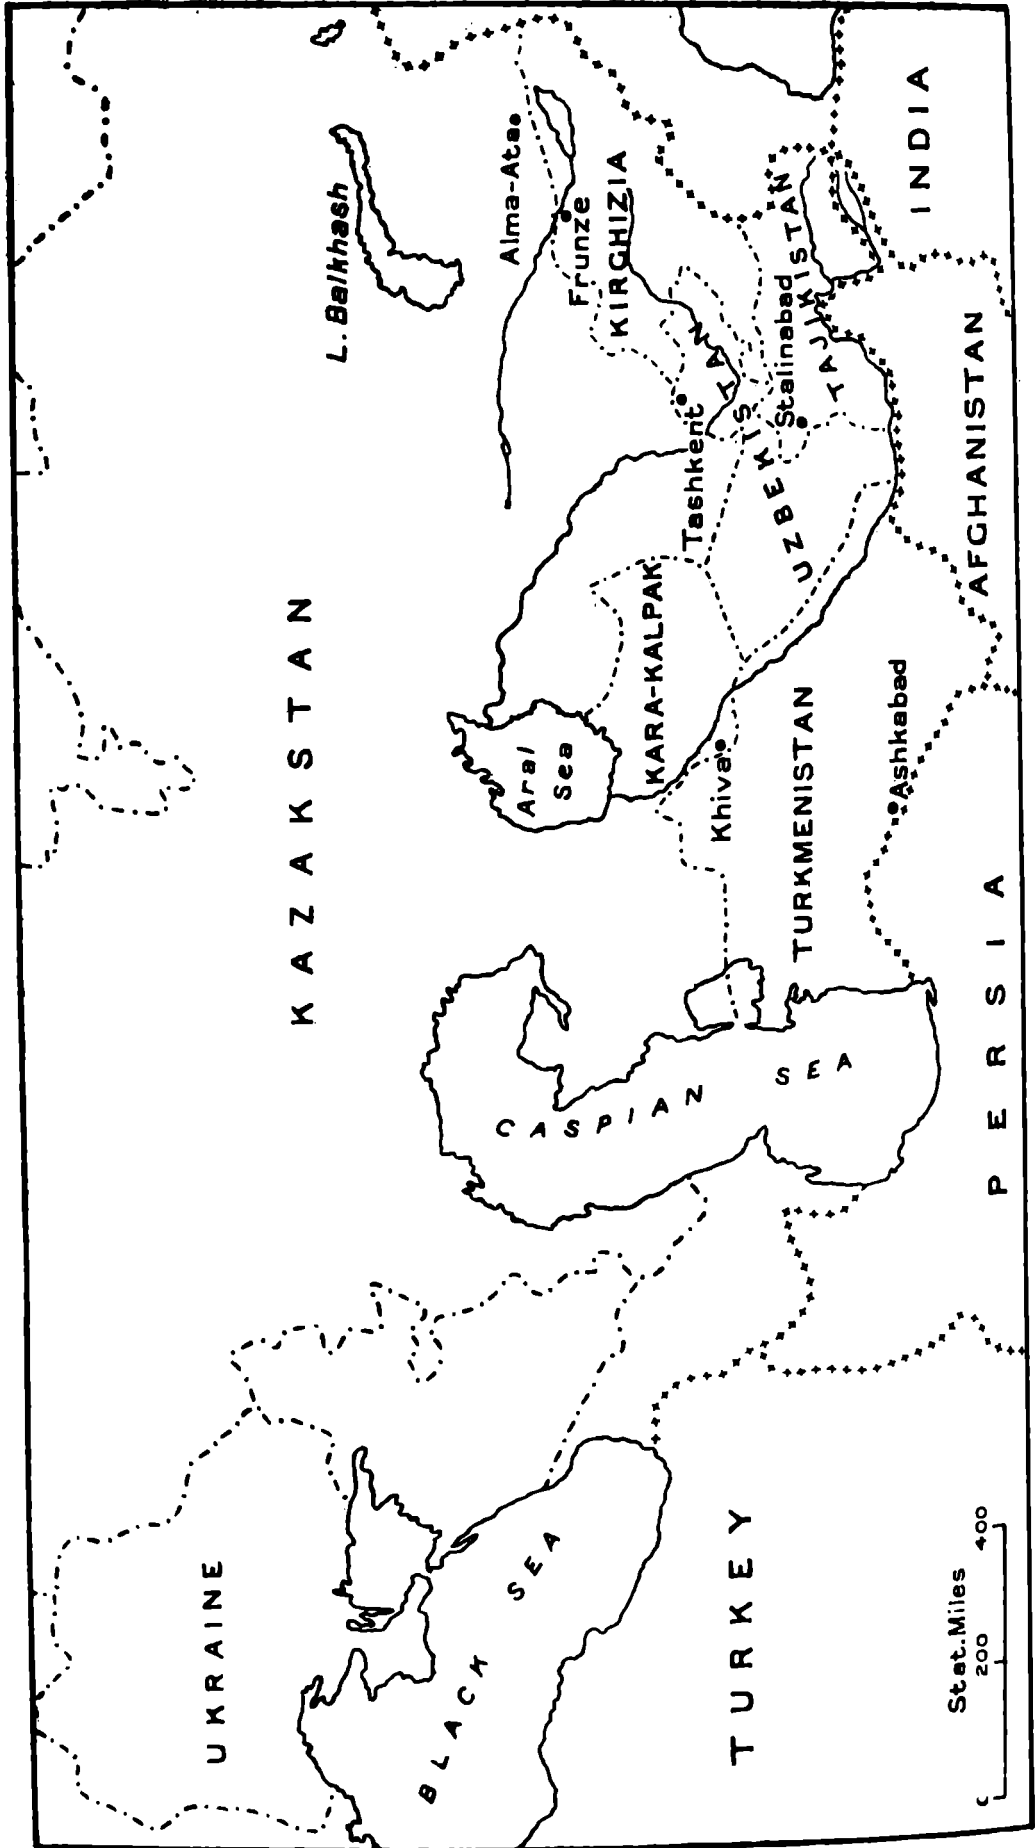 UKRAINE
KAZAKSTAN
L. Balkhash
BLACK SEA
CASPIAN SEA
Aral
Sea
Alma-Ata
Frunze
KIRGHIZIA
KARA-KALPAK
Tashkent
Khiva
UZBEKISTAN
Stalinabad
TAJIKISTAN
TURKMENISTAN
Ashkabad
TURKEY
PERSIA
AFGHANISTAN
INDIA
Stat. Miles
200 400